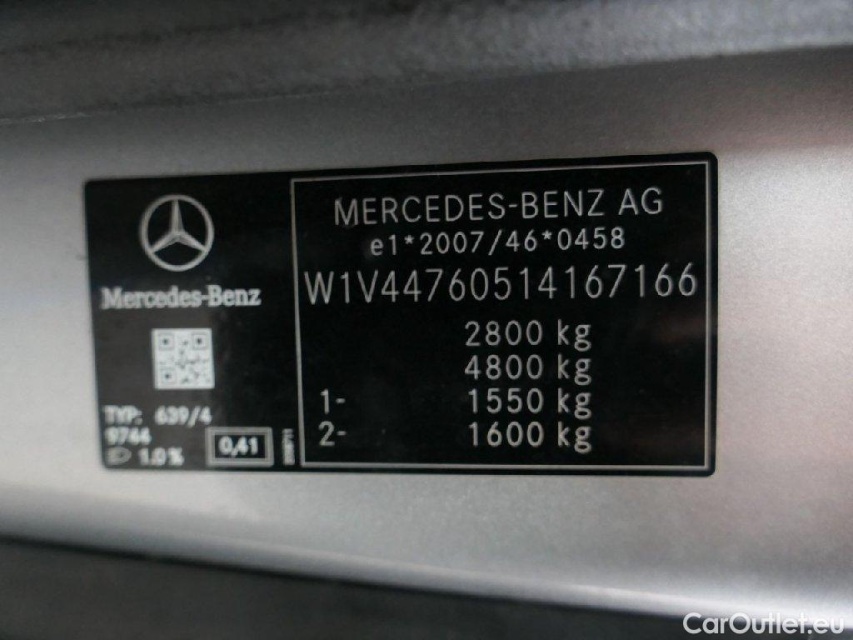 Mercedes-Benz
TYP: 639/4
9744
1.0%
0,41
MERCEDES-BENZ AG
e1*2007/46*0458
W1V44760514167166
2800 kg
4800 kg
1- 1550 kg
2- 1600 kg
CarOutlet.eu